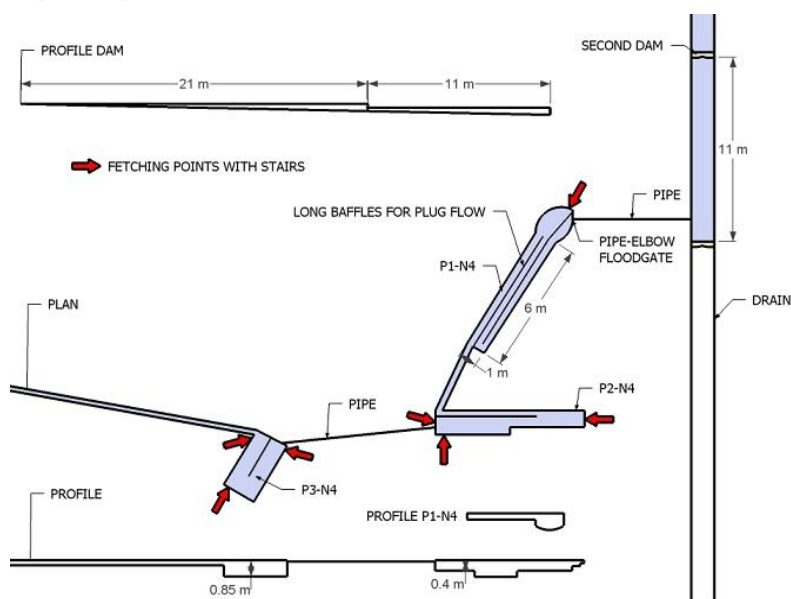 PROFILE DAM
SECOND DAM
21 m
11 m
11 m
FETCHING POINTS WITH STAIRS
PIPE
LONG BAFFLES FOR PLUG FLOW
PIPE-ELBOW
FLOODGATE
P1-N4
PLAN
6 m
DRAIN
1 m
P2-N4
PIPE
P3-N4
PROFILE
PROFILE P1-N4
0.85 m
0.4 m